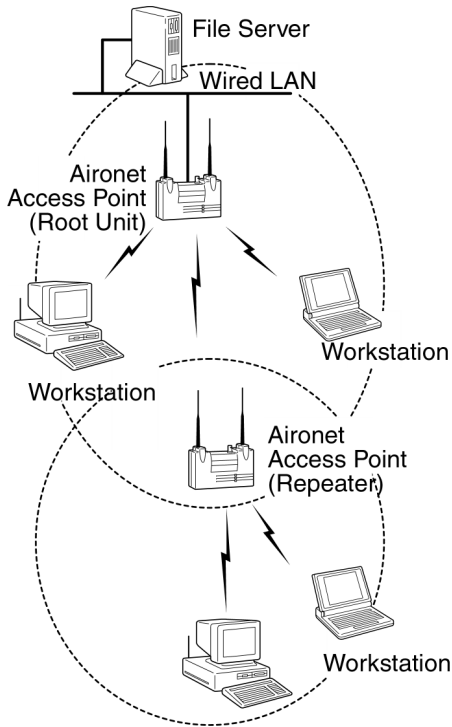 File Server
Wired LAN
Aironet
Access Point
(Root Unit)
Workstation
Workstation
Aironet
Access Point
(Repeater)
Workstation